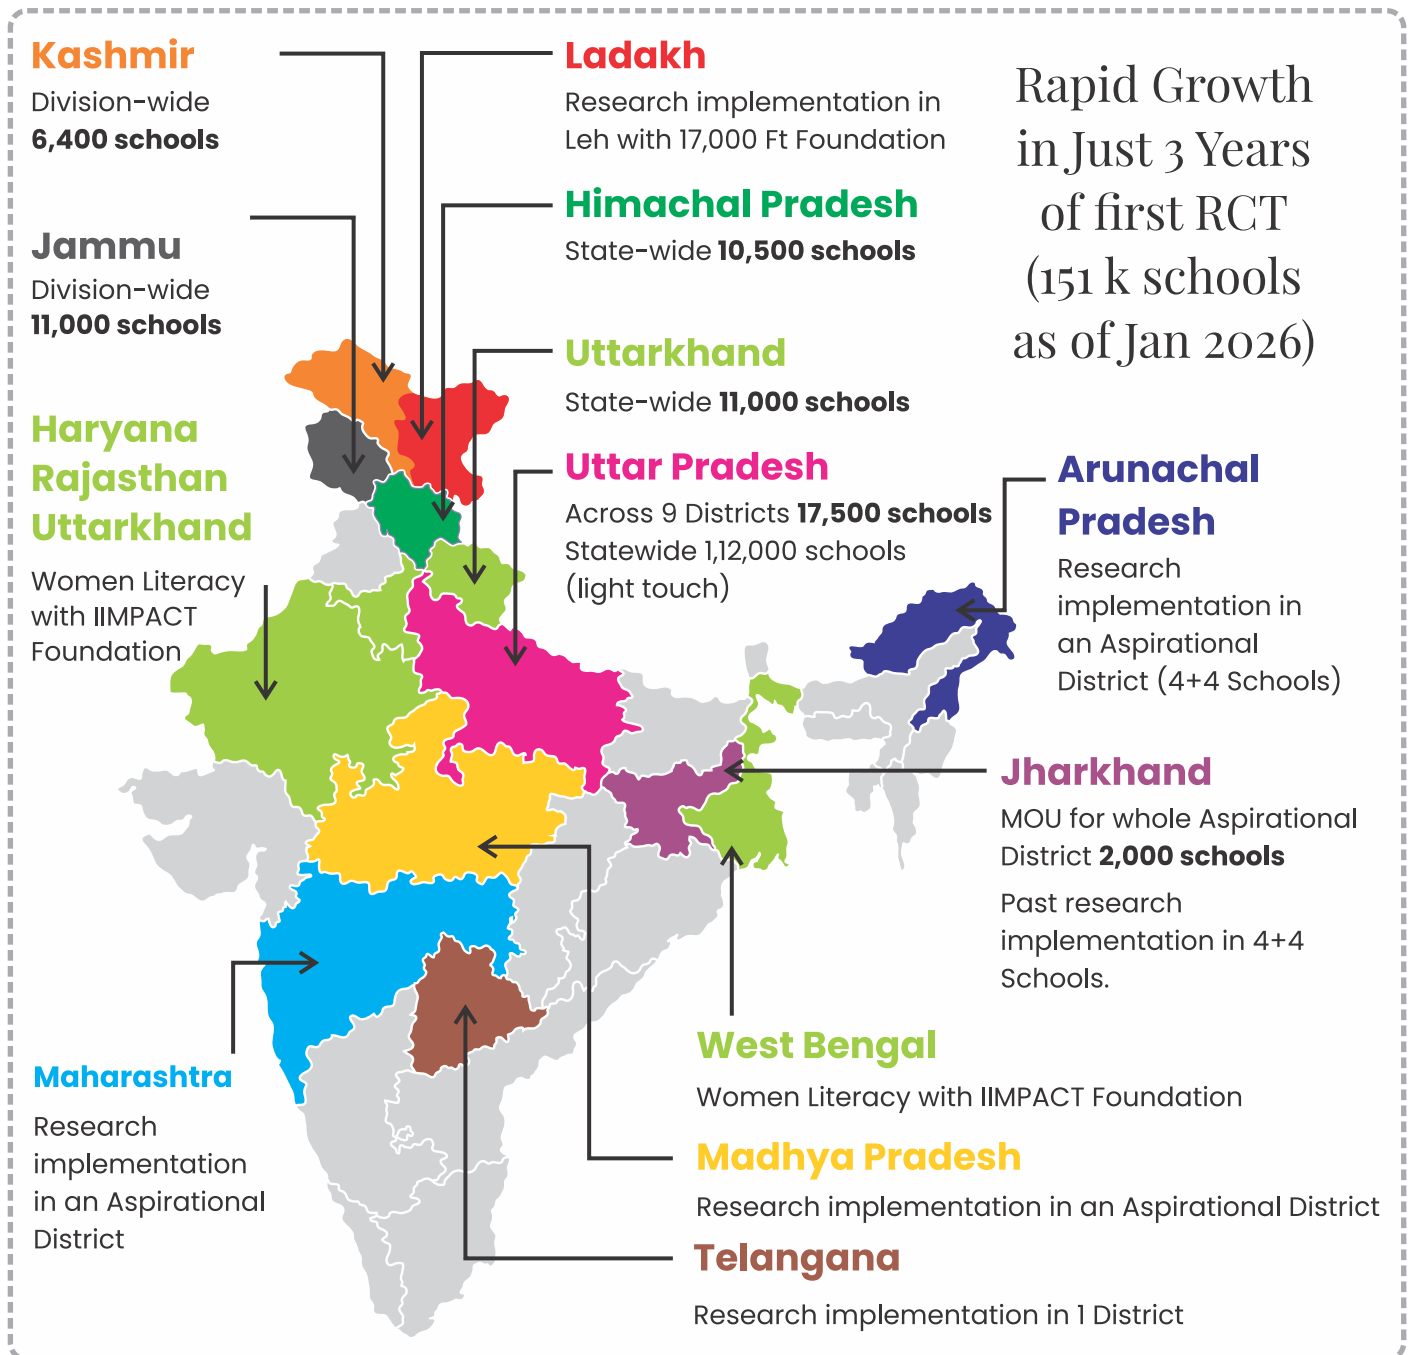 Kashmir
Division-wide
6,400 schools
Ladakh
Research implementation in
Leh with 17,000 Ft Foundation
Rapid Growth
in Just 3 Years
of first RCT
(151 k schools
as of Jan 2026)
Jammu
Division-wide
11,000 schools
Himachal Pradesh
State-wide 10,500 schools
Uttarkhand
State-wide 11,000 schools
Haryana
Rajasthan
Uttarkhand
Women Literacy
with IIMPACT
Foundation
Uttar Pradesh
Across 9 Districts 17,500 schools
Statewide 1,12,000 schools
(light touch)
Arunachal
Pradesh
Research
implementation in
an Aspirational
District (4+4 Schools)
Jharkhand
MOU for whole Aspirational
District 2,000 schools
Past research
implementation in 4+4
Schools.
Maharashtra
Research
implementation
in an Aspirational
District
West Bengal
Women Literacy with IIMPACT Foundation
Madhya Pradesh
Research implementation in an Aspirational District
Telangana
Research implementation in 1 District